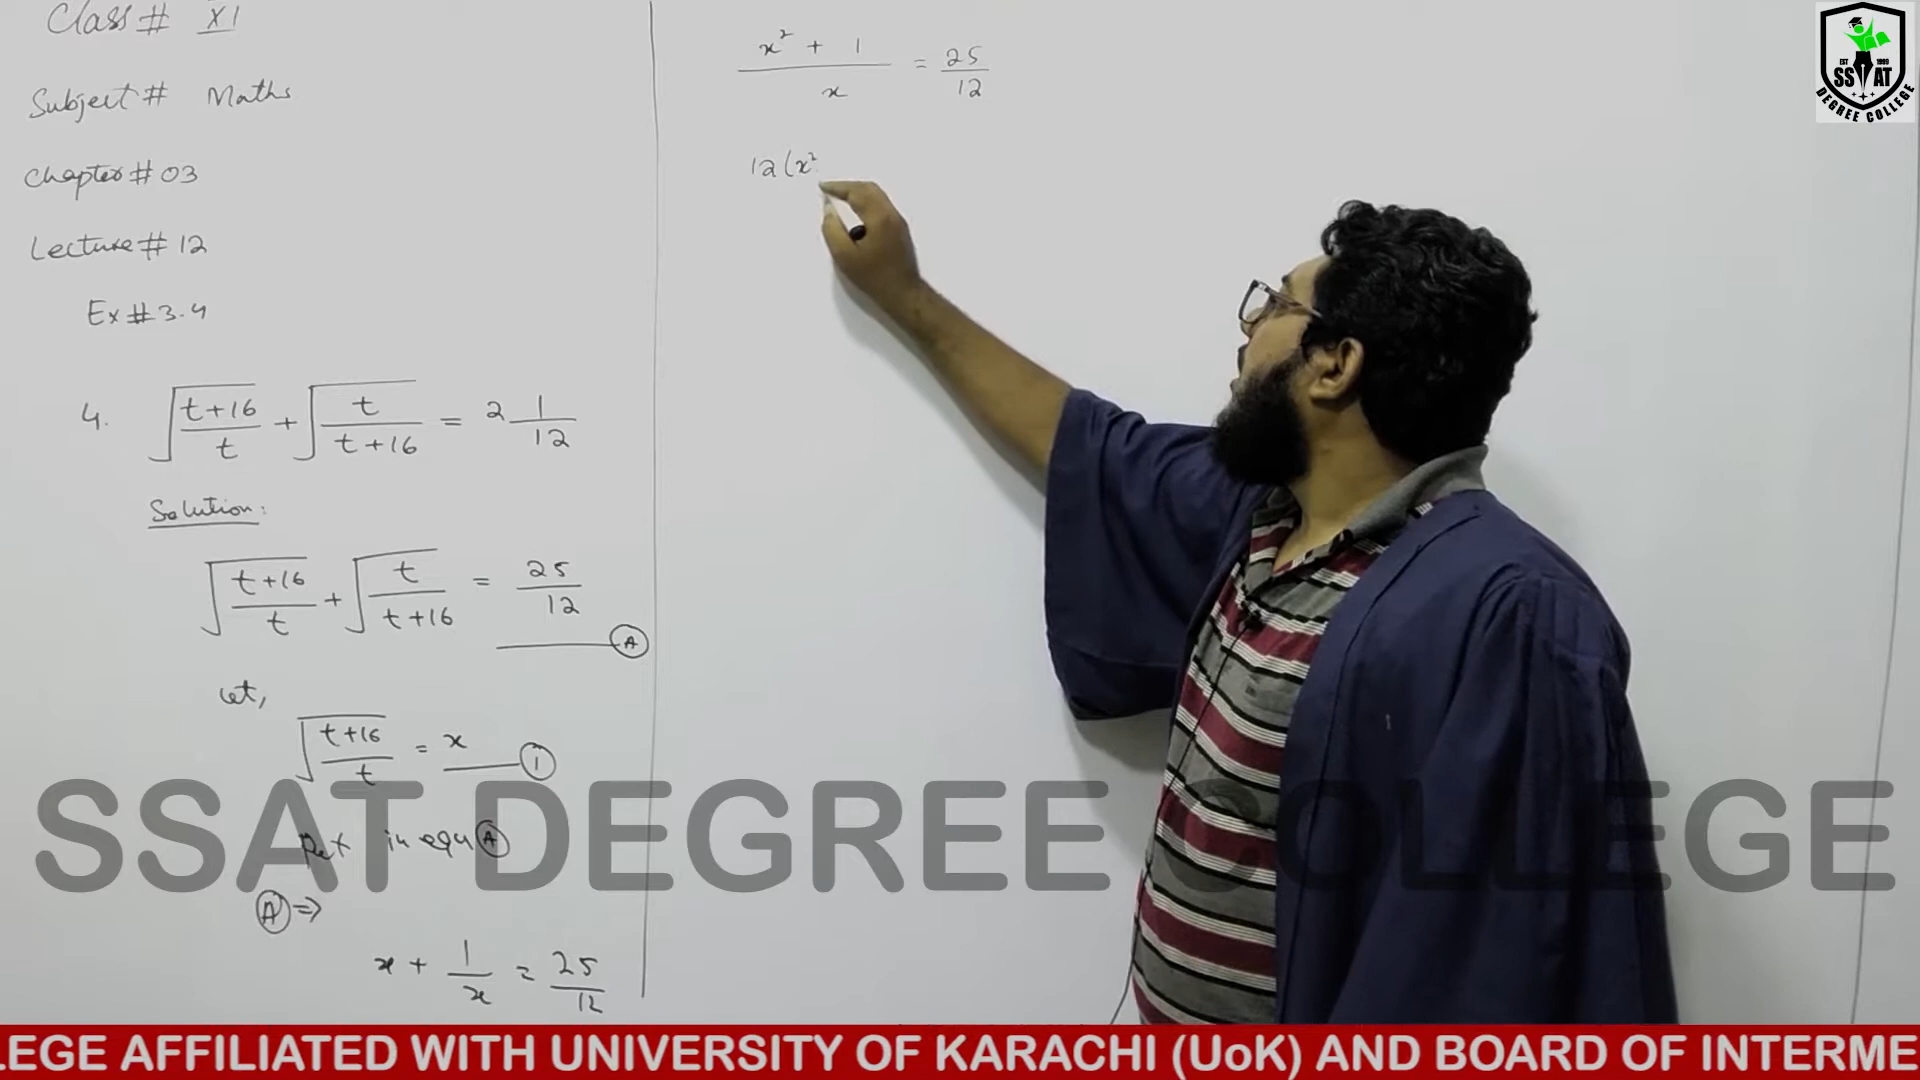 Class # XI
Subject # Maths
Chapter # 03
Lecture # 12
Ex # 3.4
4. √((t+16)/t) + √(t/(t+16)) = 2 1/12
Solution:
√((t+16)/t) + √(t/(t+16)) = 25/12 ——— (A)
let,
√((t+16)/t) = x ——— (1)
Put in equ (A)
(A) ⇒
x + 1/x = 25/12
(x² + 1)/x = 25/12
12(x²
EST 1999
SSAT
DEGREE COLLEGE
SSAT DEGREE COLLEGE
LEGE AFFILIATED WITH UNIVERSITY OF KARACHI (UoK) AND BOARD OF INTERME